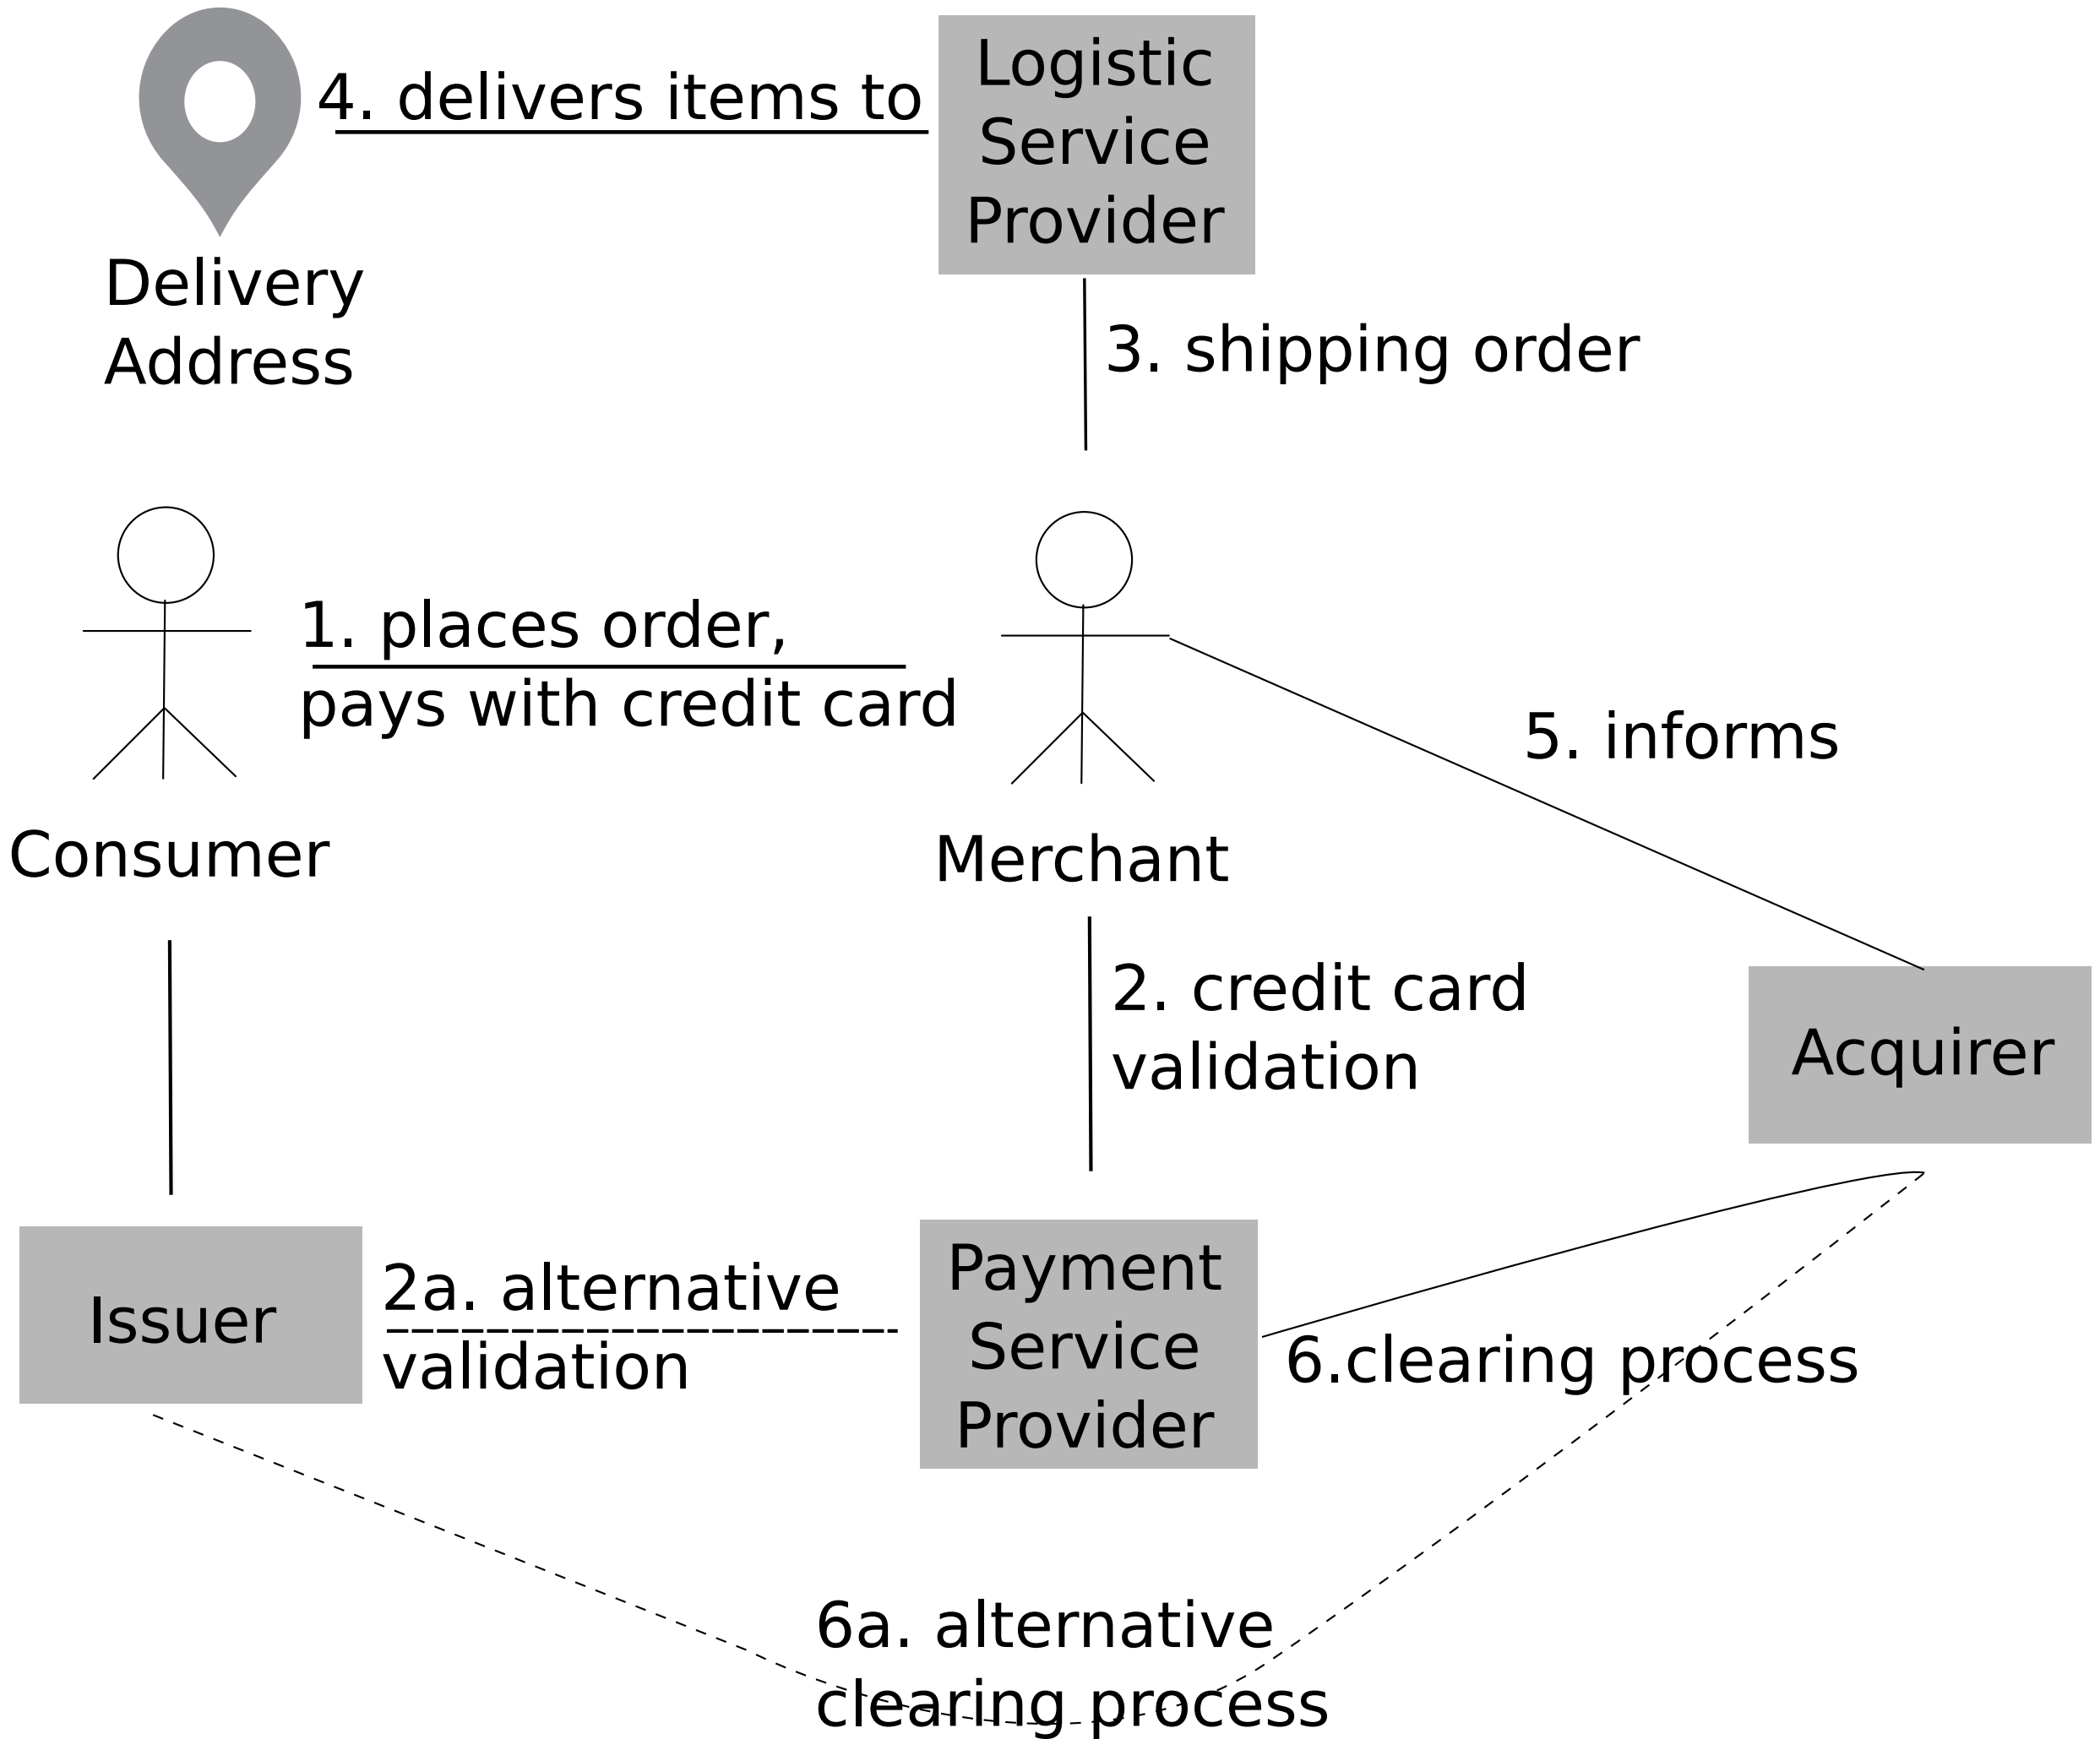 4. delivers items to
Logistic
Service
Provider
Delivery
Address
3. shipping order
1. places order,
pays with credit card
Consumer
Merchant
5. informs
2. credit card
validation
Acquirer
Issuer
2a. alternative
validation
Payment
Service
Provider
6.clearing process
6a. alternative
clearing process